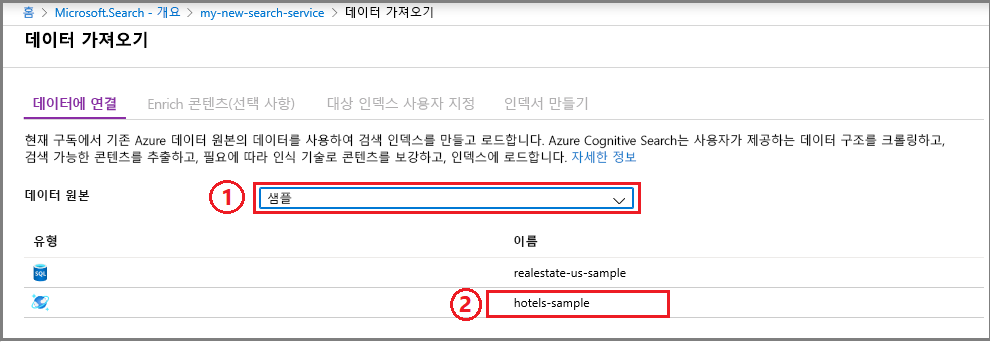 홈 > Microsoft.Search - 개요 > my-new-search-service > 데이터 가져오기
데이터 가져오기
데이터에 연결 Enrich 콘텐츠(선택 사항) 대상 인덱스 사용자 지정 인덱서 만들기
현재 구독에서 기존 Azure 데이터 원본의 데이터를 사용하여 검색 인덱스를 만들고 로드합니다. Azure Cognitive Search는 사용자가 제공하는 데이터 구조를 크롤링하고,
검색 가능한 콘텐츠를 추출하고, 필요에 따라 인식 기술로 콘텐츠를 보강하고, 인덱스에 로드합니다. 자세한 정보
데이터 원본 1 샘플
유형 이름
SQL realestate-us-sample
2 hotels-sample